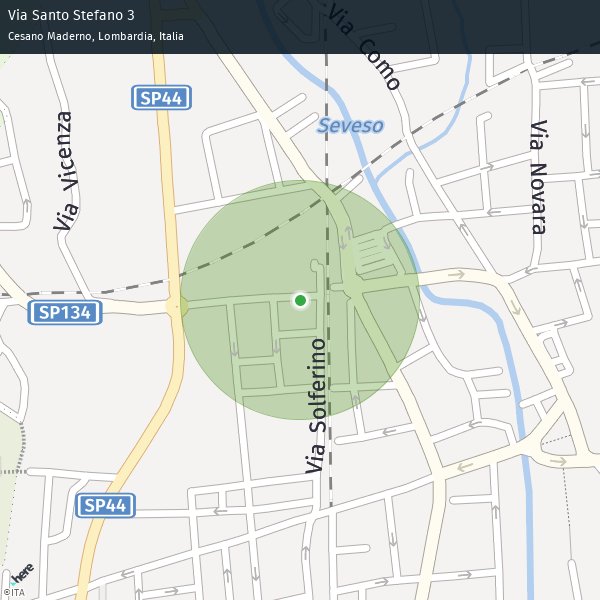 Via Santo Stefano 3
Cesano Maderno, Lombardia, Italia
Via Como
SP44
Seveso
Via Vicenza
Via Novara
SP134
Via Solferino
SP44
here
©ITA